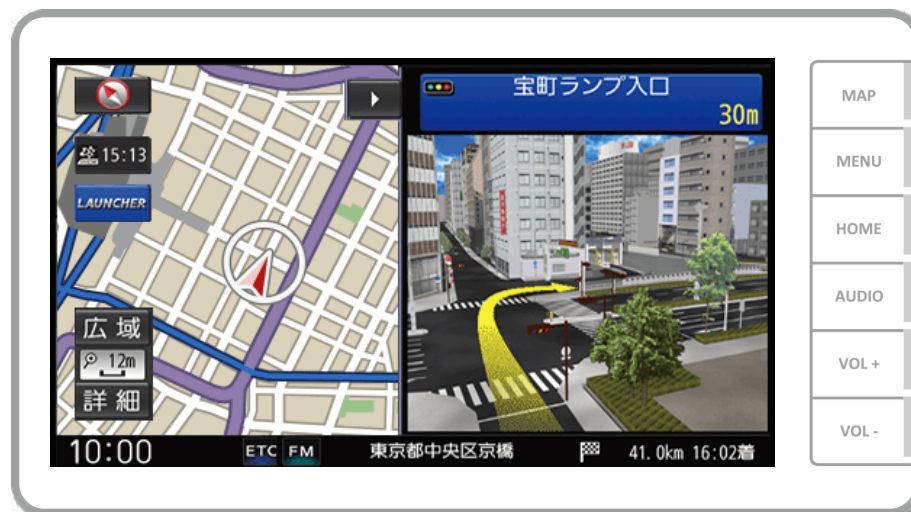 15:13
LAUNCHER
広域
12m
詳細
宝町ランプ入口
30m
10:00
ETC FM
東京都中央区京橋
41.0km 16:02着
MAP
MENU
HOME
AUDIO
VOL +
VOL -